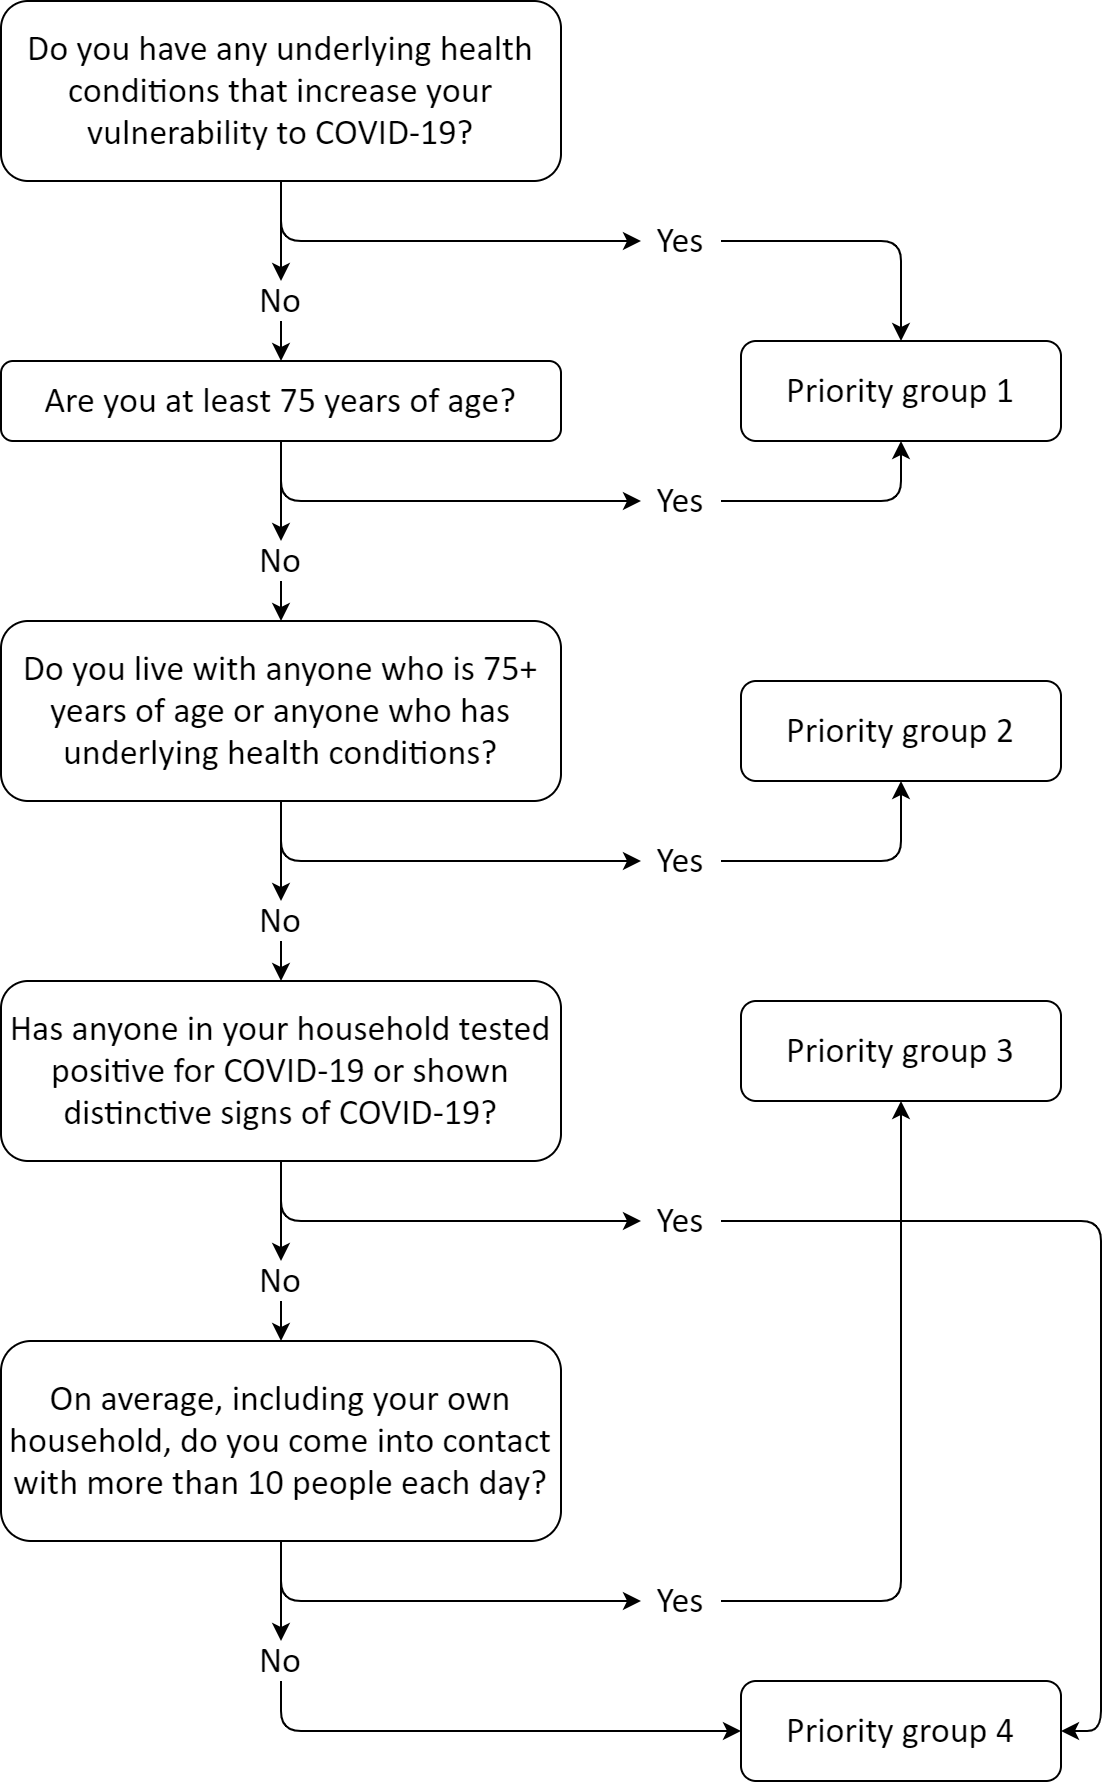 Do you have any underlying health
conditions that increase your
vulnerability to COVID-19?
Yes
No
Priority group 1
Are you at least 75 years of age?
Yes
No
Do you live with anyone who is 75+
years of age or anyone who has
underlying health conditions?
Priority group 2
Yes
No
Has anyone in your household tested
positive for COVID-19 or shown
distinctive signs of COVID-19?
Priority group 3
Yes
No
On average, including your own
household, do you come into contact
with more than 10 people each day?
Yes
No
Priority group 4